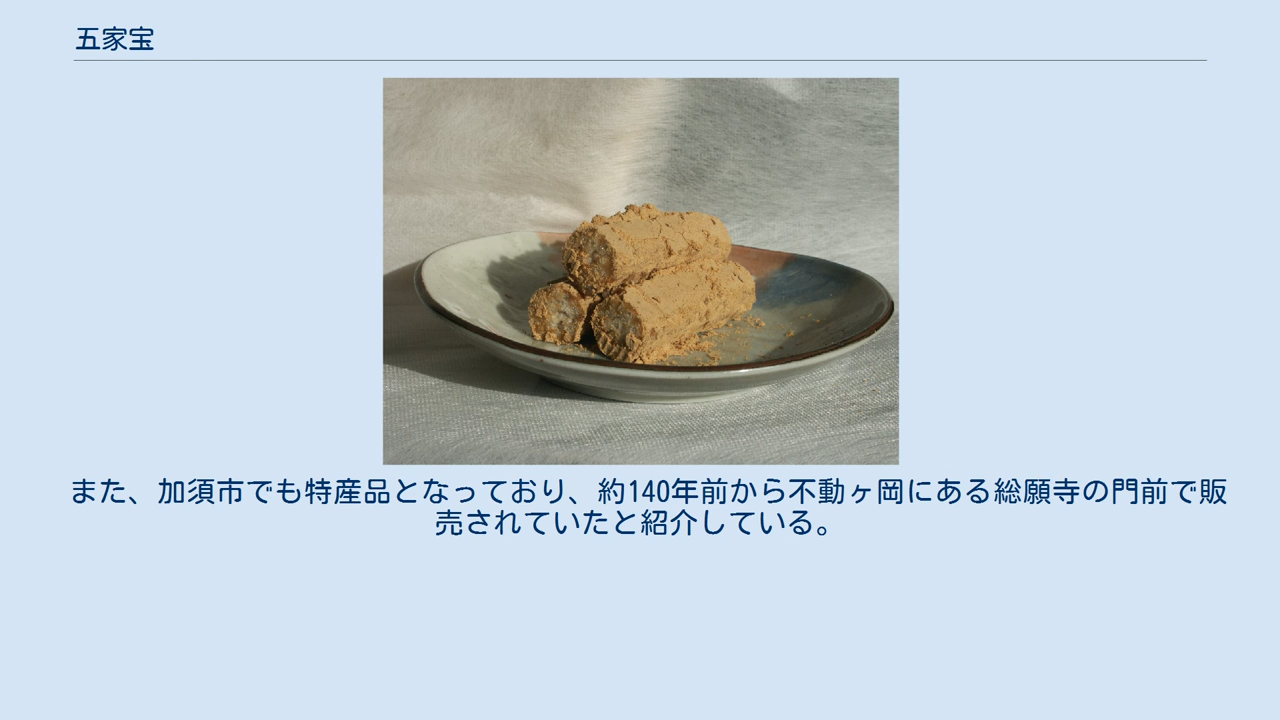 五家宝
また、加須市でも特産品となっており、約140年前から不動ヶ岡にある総願寺の門前で販
売されていたと紹介している。